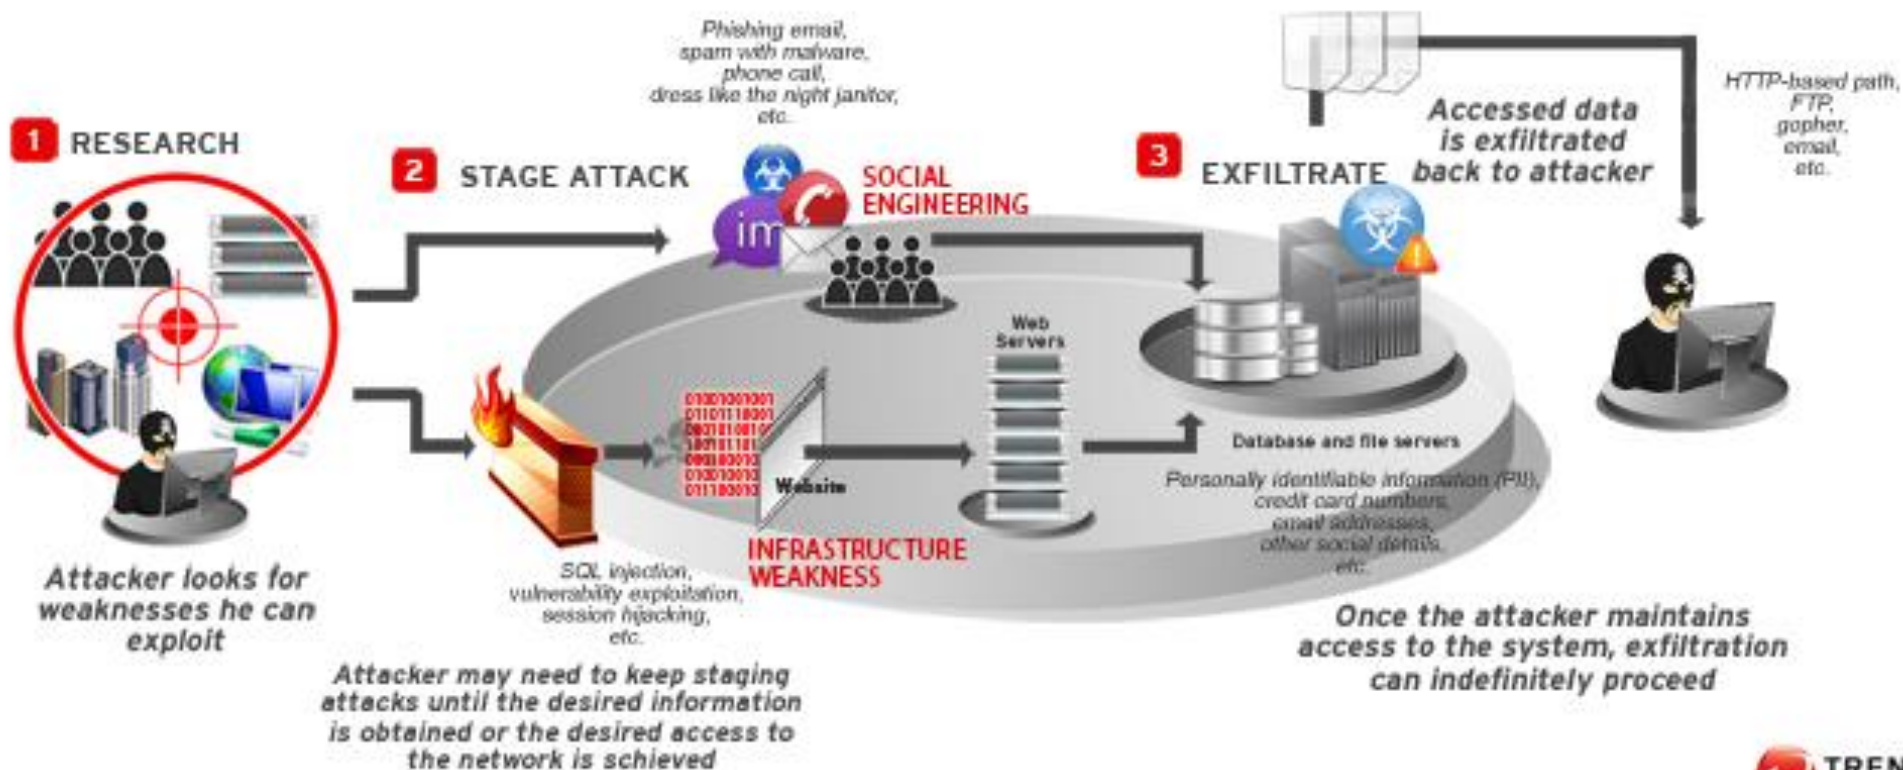 1 RESEARCH
Attacker looks for
weaknesses he can
exploit
2 STAGE ATTACK
Phishing email,
spam with malware,
phone call,
dress like the night janitor,
etc.
im
SOCIAL
ENGINEERING
01001001001
01101110001
Website
INFRASTRUCTURE
WEAKNESS
SQL injection,
vulnerability exploitation,
session hijacking,
etc.
Attacker may need to keep staging
attacks until the desired information
is obtained or the desired access to
the network is schieved
Web
Servers
3 EXFILTRATE
Accessed data
is exfiltrated
back to attacker
HTTP-based path,
FTP,
gopher,
email,
etc.
Database and file servers
Personally identifiable information (PII),
credit card numbers,
email addresses,
other social details,
etc.
Once the attacker maintains
access to the system, exfiltration
can indefinitely proceed
TREN